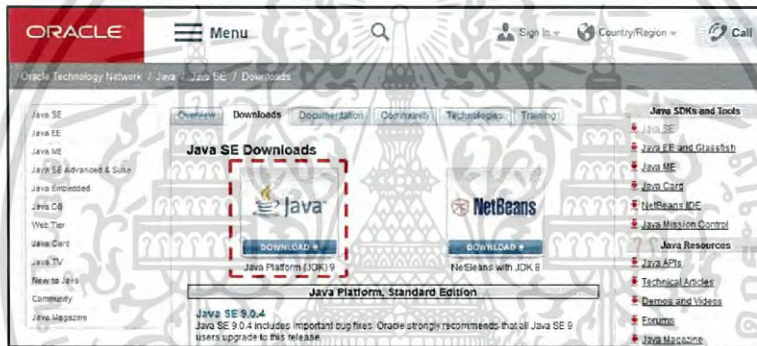 ORACLE
Menu
Sign In
Country/Region
Call
Oracle Technology Network / Java / Java SE / Downloads
Java SE
Java EE
Java ME
Java SE Advanced & Suite
Java Embedded
Java DB
Web Tier
Java Card
Java TV
New to Java
Community
Java Magazine
Overview
Downloads
Documentation
Community
Technologies
Training
Java SE Downloads
Java
DOWNLOAD
Java Platform (JDK) 9
NetBeans
DOWNLOAD
NetBeans with JDK 8
Java Platform, Standard Edition
Java SE 9.0.4
Java SE 9.0.4 includes important bug fixes. Oracle strongly recommends that all Java SE 9
users upgrade to this release.
Java SDKs and Tools
Java SE
Java EE and Glassfish
Java ME
Java Card
NetBeans IDE
Java Mission Control
Java Resources
Java APIs
Technical Articles
Demos and Videos
Forums
Java Magazine